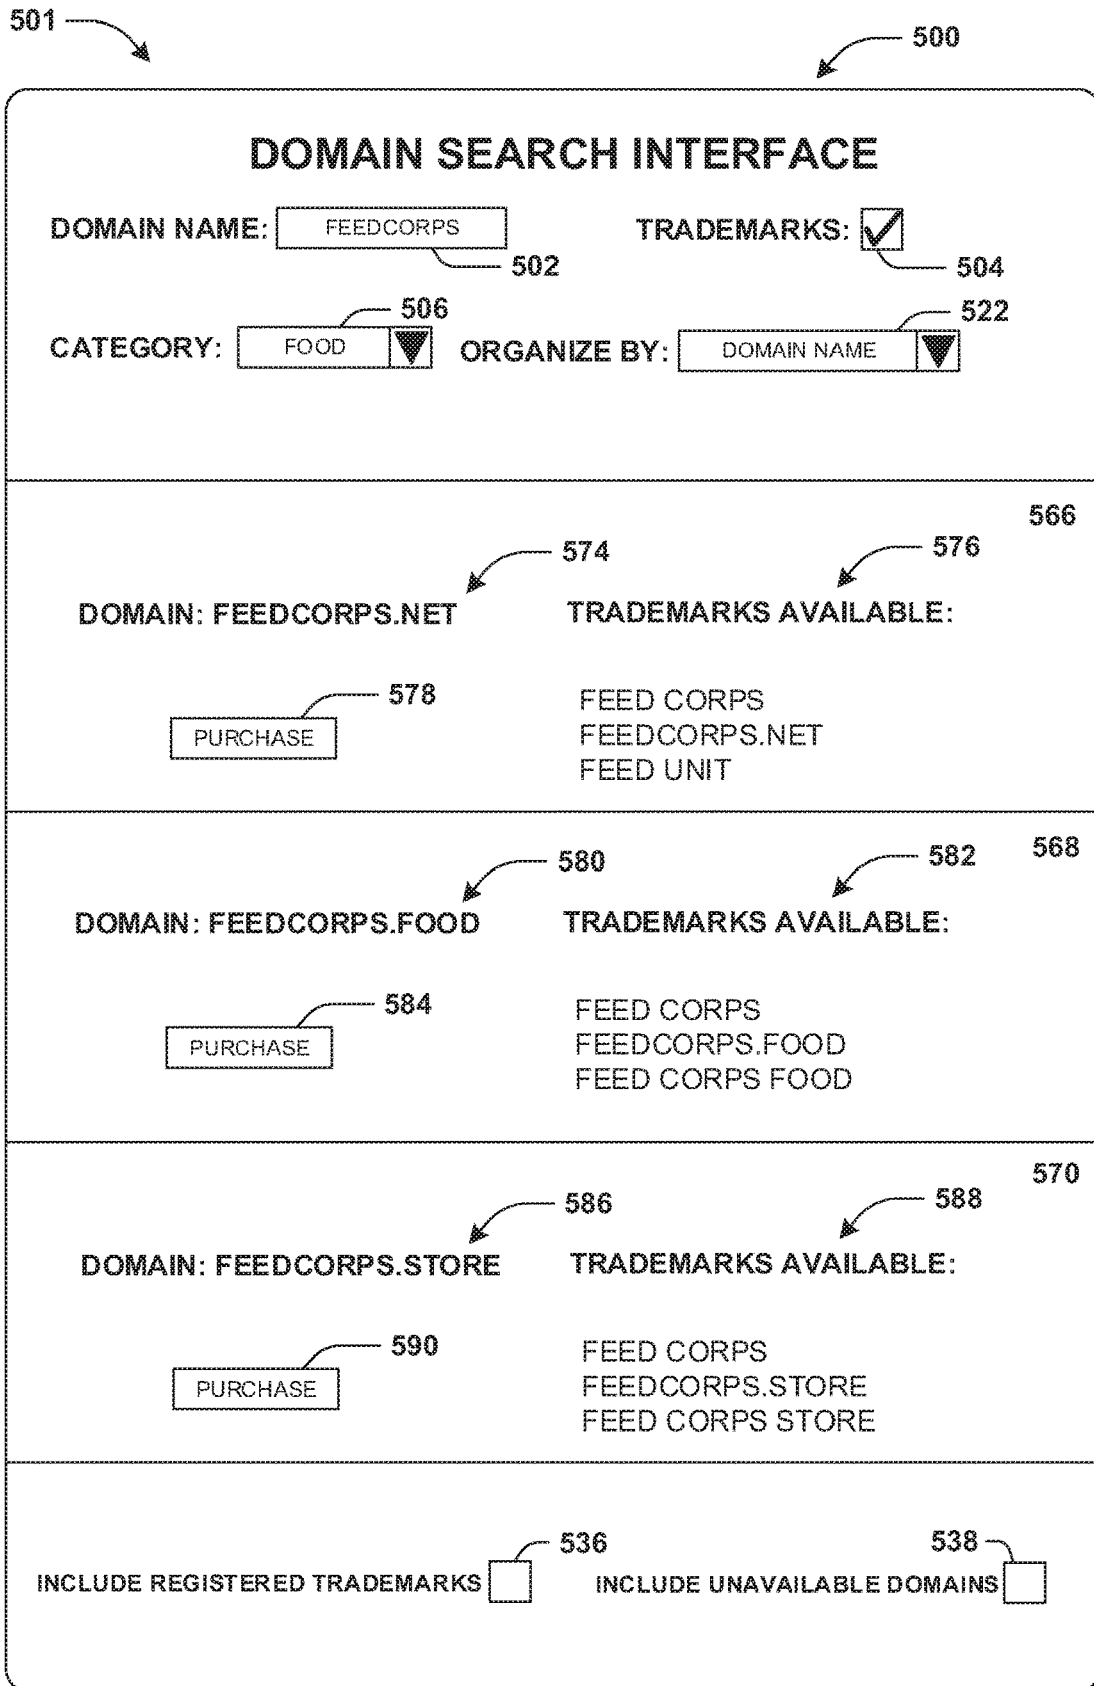 501
500
DOMAIN SEARCH INTERFACE
DOMAIN NAME: FEEDCORPS TRADEMARKS:
502 504
506 522
CATEGORY: FOOD ORGANIZE BY: DOMAIN NAME
566
574 576
DOMAIN: FEEDCORPS.NET TRADEMARKS AVAILABLE:
578 FEED CORPS
PURCHASE FEEDCORPS.NET
FEED UNIT
580 582 568
DOMAIN: FEEDCORPS.FOOD TRADEMARKS AVAILABLE:
584 FEED CORPS
PURCHASE FEEDCORPS.FOOD
FEED CORPS FOOD
570
586 588
DOMAIN: FEEDCORPS.STORE TRADEMARKS AVAILABLE:
590 FEED CORPS
PURCHASE FEEDCORPS.STORE
FEED CORPS STORE
536 538
INCLUDE REGISTERED TRADEMARKS INCLUDE UNAVAILABLE DOMAINS